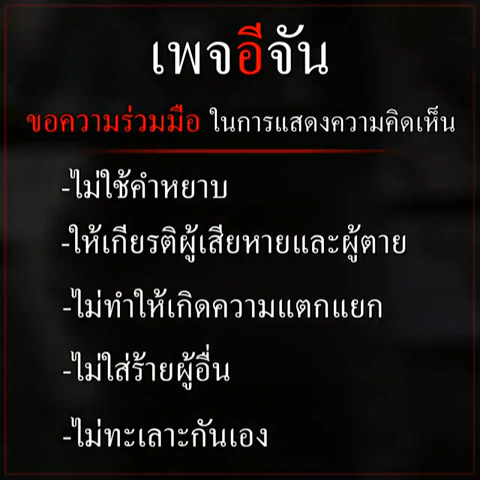 เพจอีจัน
ขอความร่วมมือ ในการแสดงความคิดเห็น
-ไม่ใช้คำหยาบ
-ให้เกียรติผู้เสียหายและผู้ตาย
-ไม่ทำให้เกิดความแตกแยก
-ไม่ใส่ร้ายผู้อื่น
-ไม่ทะเลาะกันเอง